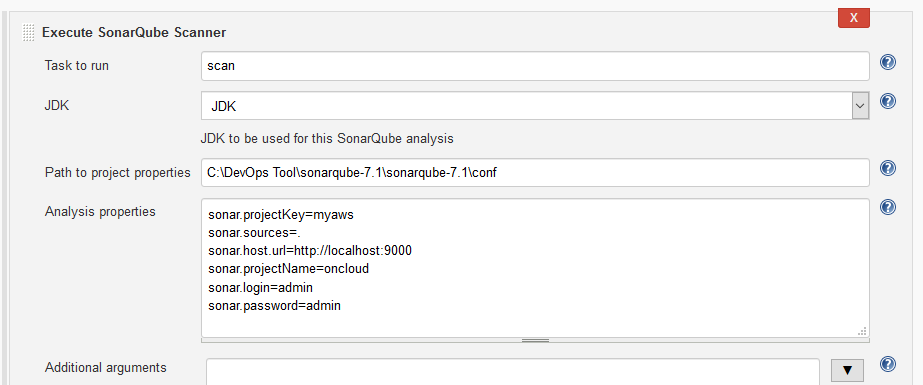 X
Execute SonarQube Scanner
Task to run
scan
JDK
JDK
JDK to be used for this SonarQube analysis
Path to project properties
C:\DevOps Tool\sonarqube-7.1\sonarqube-7.1\conf
Analysis properties
sonar.projectKey=myaws
sonar.sources=.
sonar.host.url=http://localhost:9000
sonar.projectName=oncloud
sonar.login=admin
sonar.password=admin
Additional arguments